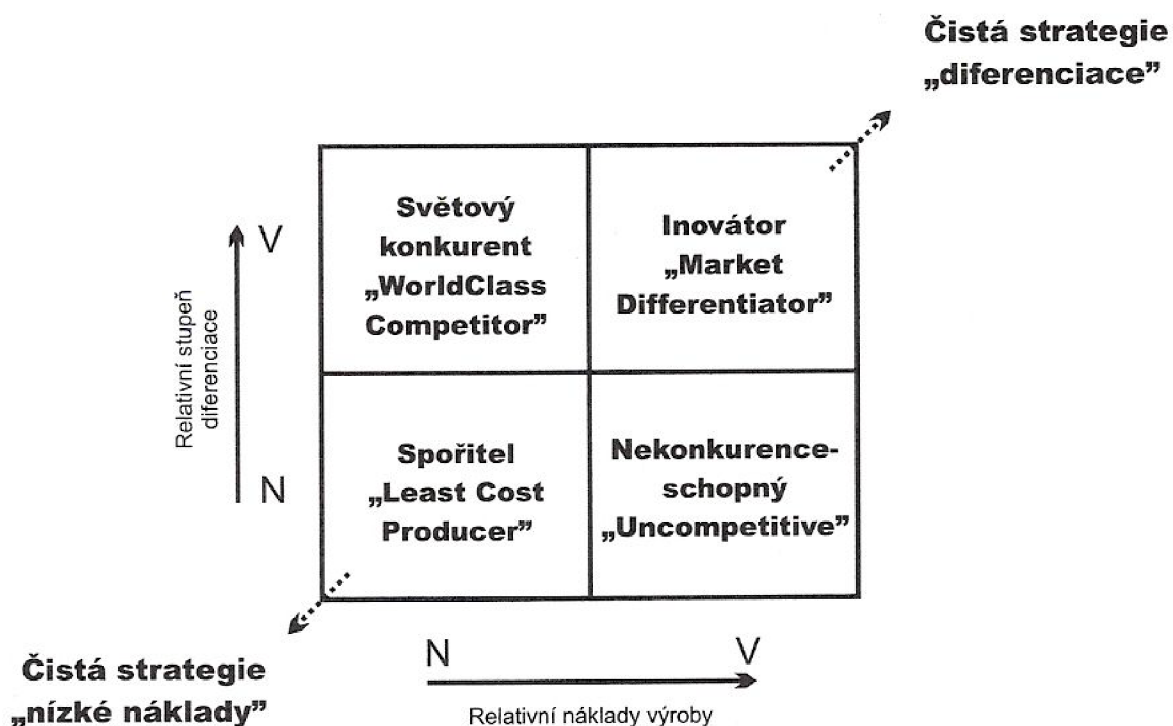 Čistá strategie
„diferenciace”
Světový
konkurent
„WorldClass
Competitor”
Inovátor
„Market
Differentiator”
V
Relativní stupeň
diferenciace
N
Spořitel
„Least Cost
Producer”
Nekonkurence-
schopný
„Uncompetitive”
Čistá strategie
„nízké náklady”
N
V
Relativní náklady výroby